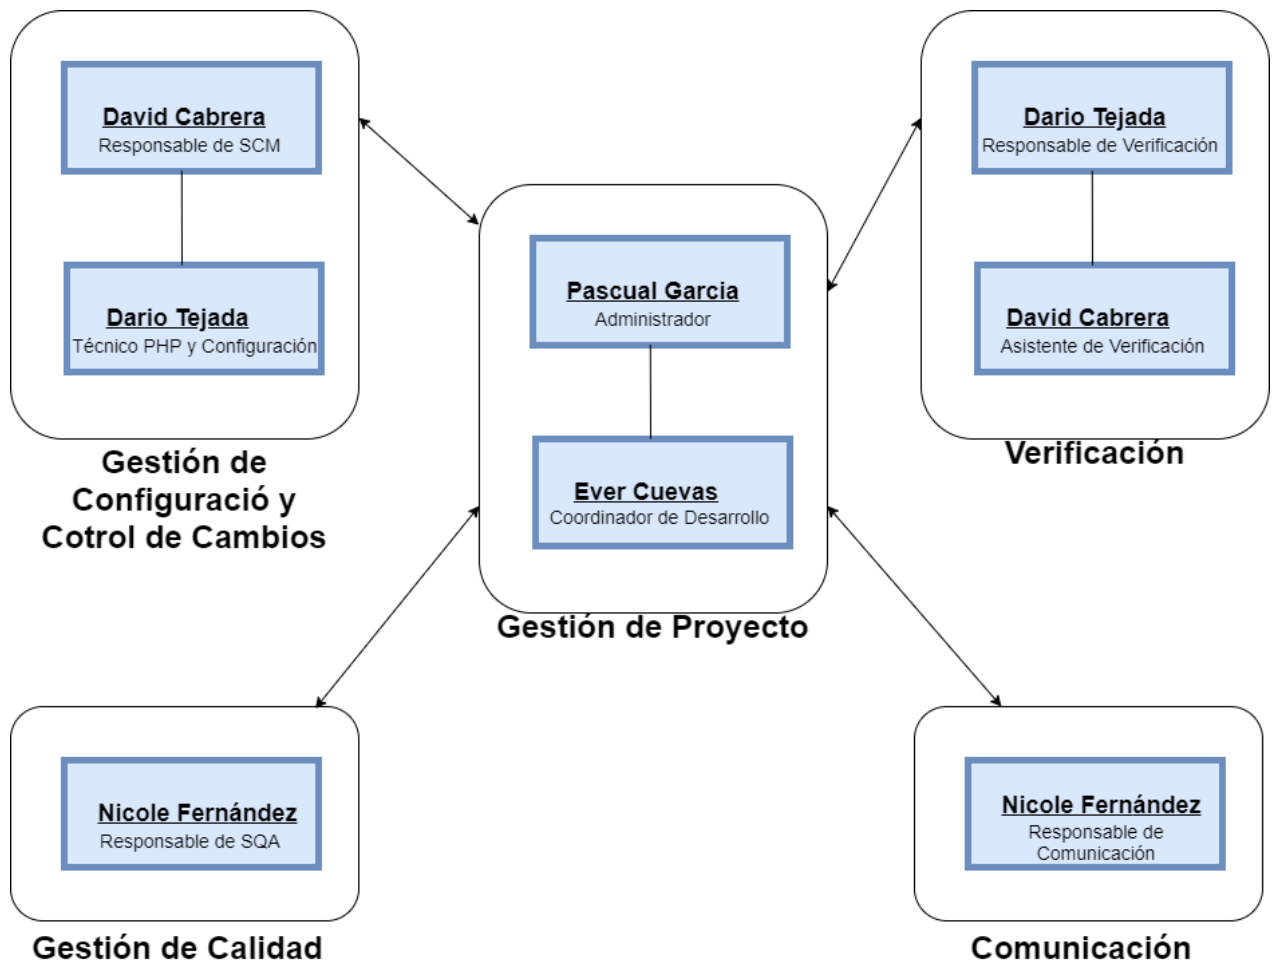 David Cabrera
Responsable de SCM
Dario Tejada
Técnico PHP y Configuración
Gestión de
Configuració y
Cotrol de Cambios
Pascual Garcia
Administrador
Ever Cuevas
Coordinador de Desarrollo
Gestión de Proyecto
Dario Tejada
Responsable de Verificación
David Cabrera
Asistente de Verificación
Verificación
Nicole Fernández
Responsable de SQA
Gestión de Calidad
Nicole Fernández
Responsable de
Comunicación
Comunicación